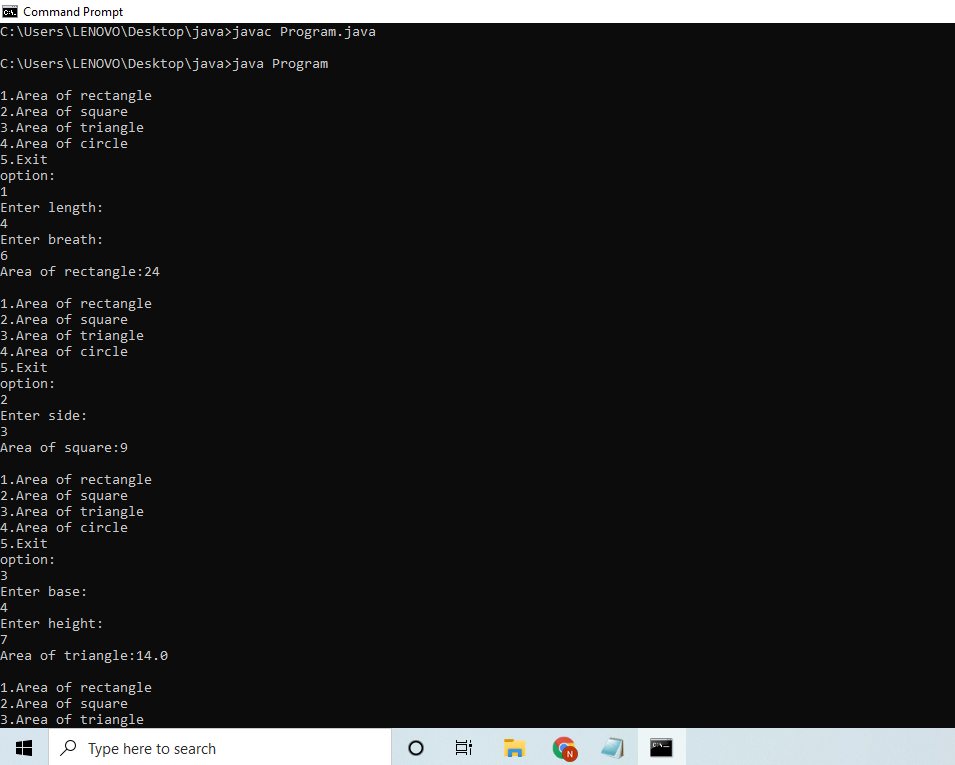 Command Prompt
C:\Users\LENOVO\Desktop\java>javac Program.java
C:\Users\LENOVO\Desktop\java>java Program
1.Area of rectangle
2.Area of square
3.Area of triangle
4.Area of circle
5.Exit
option:
1
Enter length:
4
Enter breath:
6
Area of rectangle:24
1.Area of rectangle
2.Area of square
3.Area of triangle
4.Area of circle
5.Exit
option:
2
Enter side:
3
Area of square:9
1.Area of rectangle
2.Area of square
3.Area of triangle
4.Area of circle
5.Exit
option:
3
Enter base:
4
Enter height:
7
Area of triangle:14.0
1.Area of rectangle
2.Area of square
3.Area of triangle
Type here to search
N